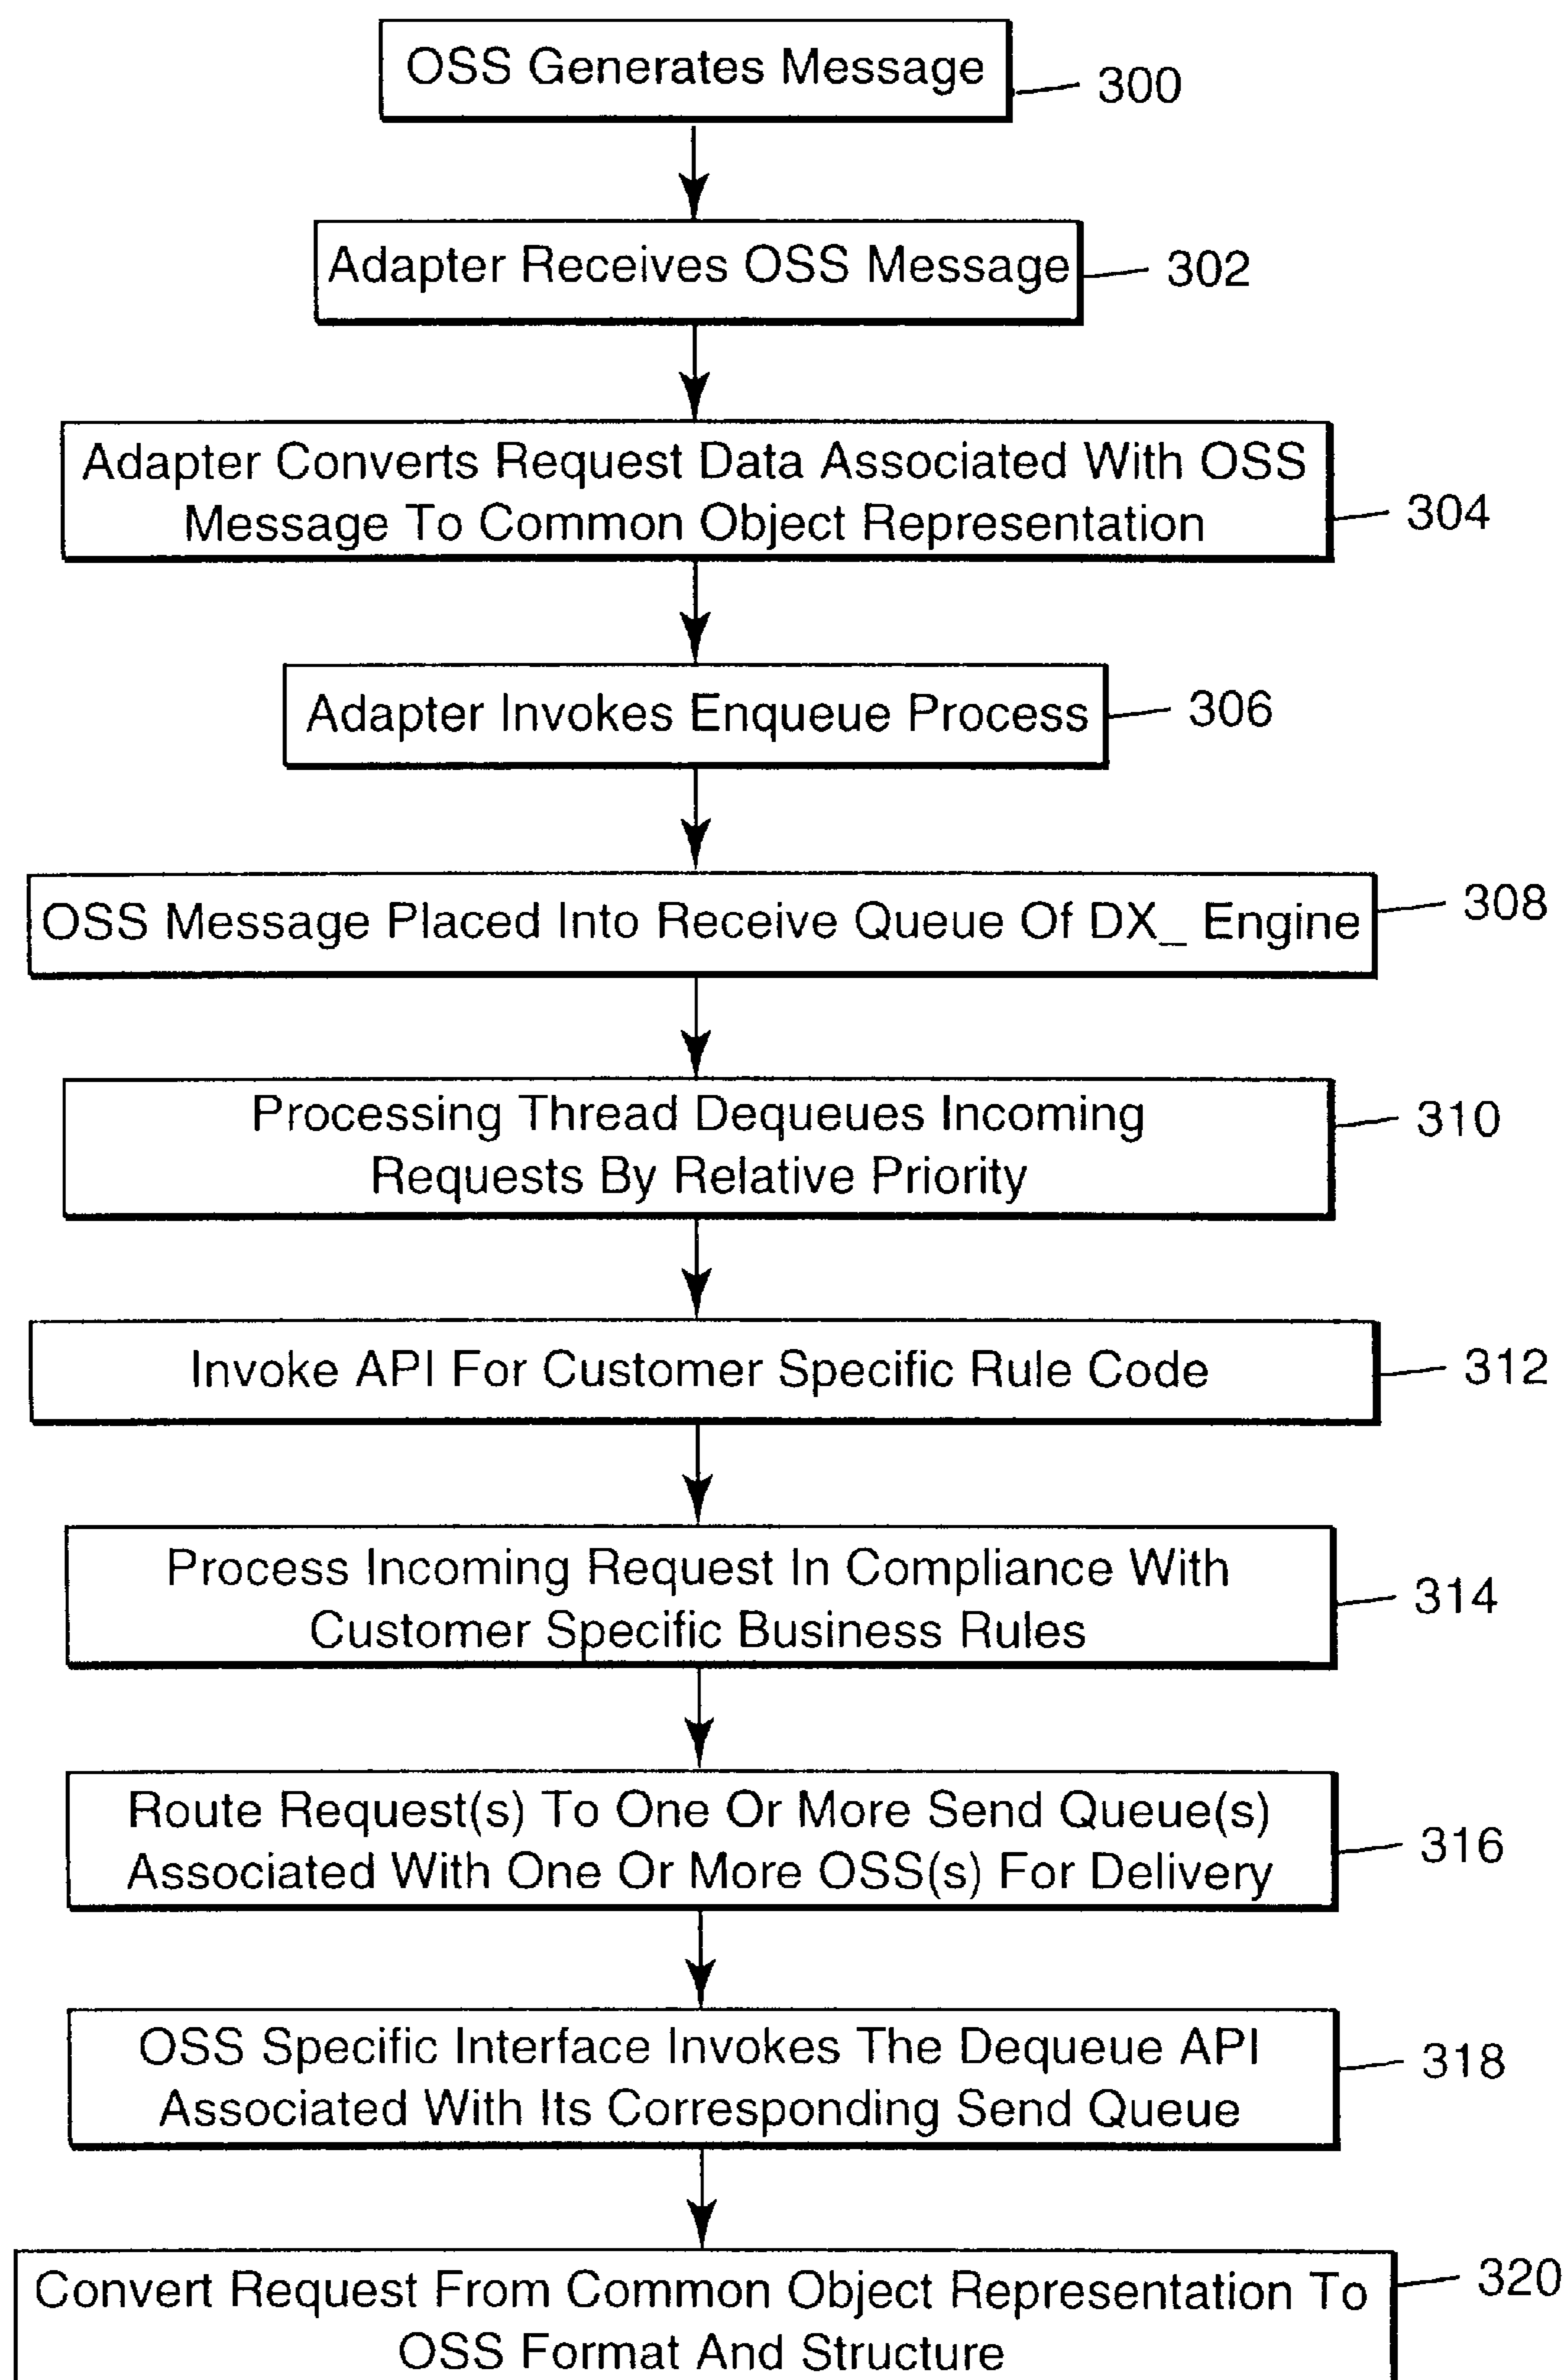 OSS Generates Message
300
Adapter Receives OSS Message
302
Adapter Converts Request Data Associated With OSS
Message To Common Object Representation
304
Adapter Invokes Enqueue Process
306
OSS Message Placed Into Receive Queue Of DX_ Engine
308
Processing Thread Dequeues Incoming
Requests By Relative Priority
310
Invoke API For Customer Specific Rule Code
312
Process Incoming Request In Compliance With
Customer Specific Business Rules
314
Route Request(s) To One Or More Send Queue(s)
Associated With One Or More OSS(s) For Delivery
316
OSS Specific Interface Invokes The Dequeue API
Associated With Its Corresponding Send Queue
318
Convert Request From Common Object Representation To
OSS Format And Structure
320